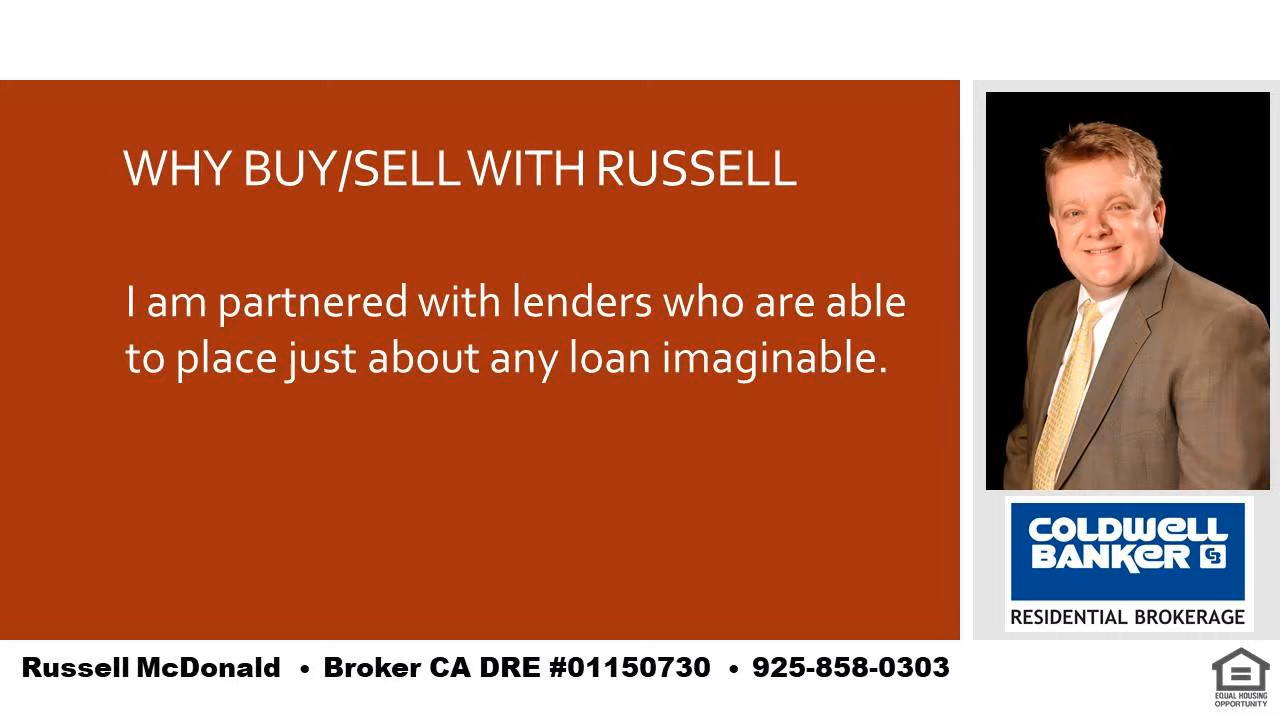 WHY BUY/SELL WITH RUSSELL
I am partnered with lenders who are able
to place just about any loan imaginable.
COLDWELL
BANKER CB
RESIDENTIAL BROKERAGE
Russell McDonald • Broker CA DRE #01150730 • 925-858-0303
EQUAL HOUSING
OPPORTUNITY